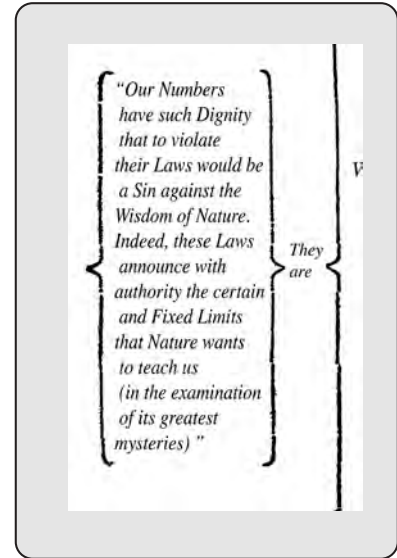 “Our Numbers
have such Dignity
that to violate
their Laws would be
a Sin against the
Wisdom of Nature.
Indeed, these Laws
announce with
authority the certain
and Fixed Limits
that Nature wants
to teach us
(in the examination
of its greatest
mysteries) ”
They
are
V